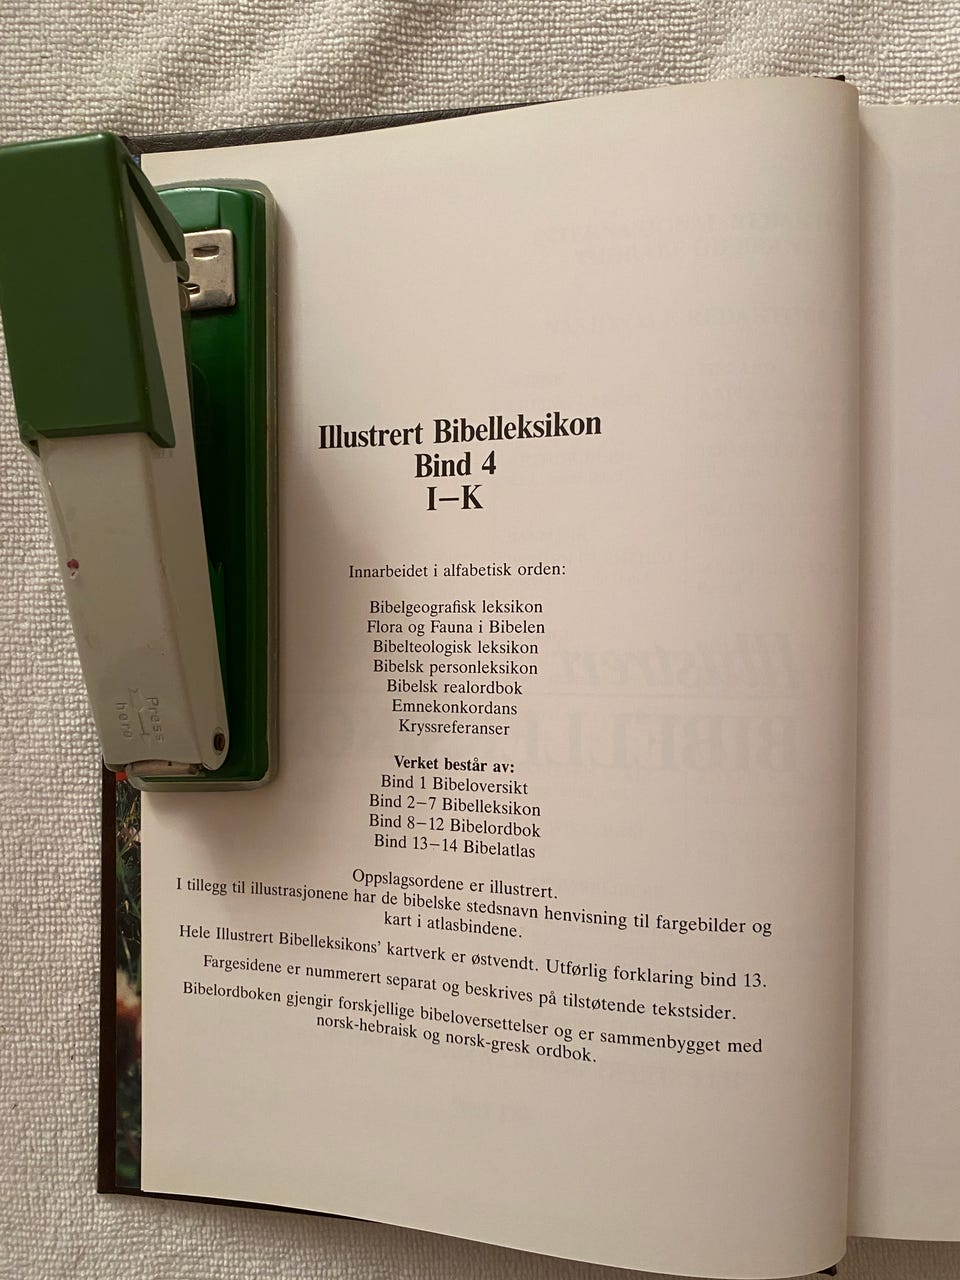 Illustrert Bibelleksikon
Bind 4
I–K
Innarbeidet i alfabetisk orden:
Bibelgeografisk leksikon
Flora og Fauna i Bibelen
Bibelteologisk leksikon
Bibelsk personleksikon
Bibelsk realordbok
Emnekonkordans
Kryssreferanser
Verket består av:
Bind 1 Bibeloversikt
Bind 2–7 Bibelleksikon
Bind 8–12 Bibelordbok
Bind 13–14 Bibelatlas
Oppslagsordene er illustrert.
I tillegg til illustrasjonene har de bibelske stedsnavn henvisning til fargebilder og
kart i atlasbindene.
Hele Illustrert Bibelleksikons' kartverk er østvendt. Utførlig forklaring bind 13.
Fargesidene er nummerert separat og beskrives på tilstøtende tekstsider.
Bibelordboken gjengir forskjellige bibeloversettelser og er sammenbygget med
norsk-hebraisk og norsk-gresk ordbok.
Press
here